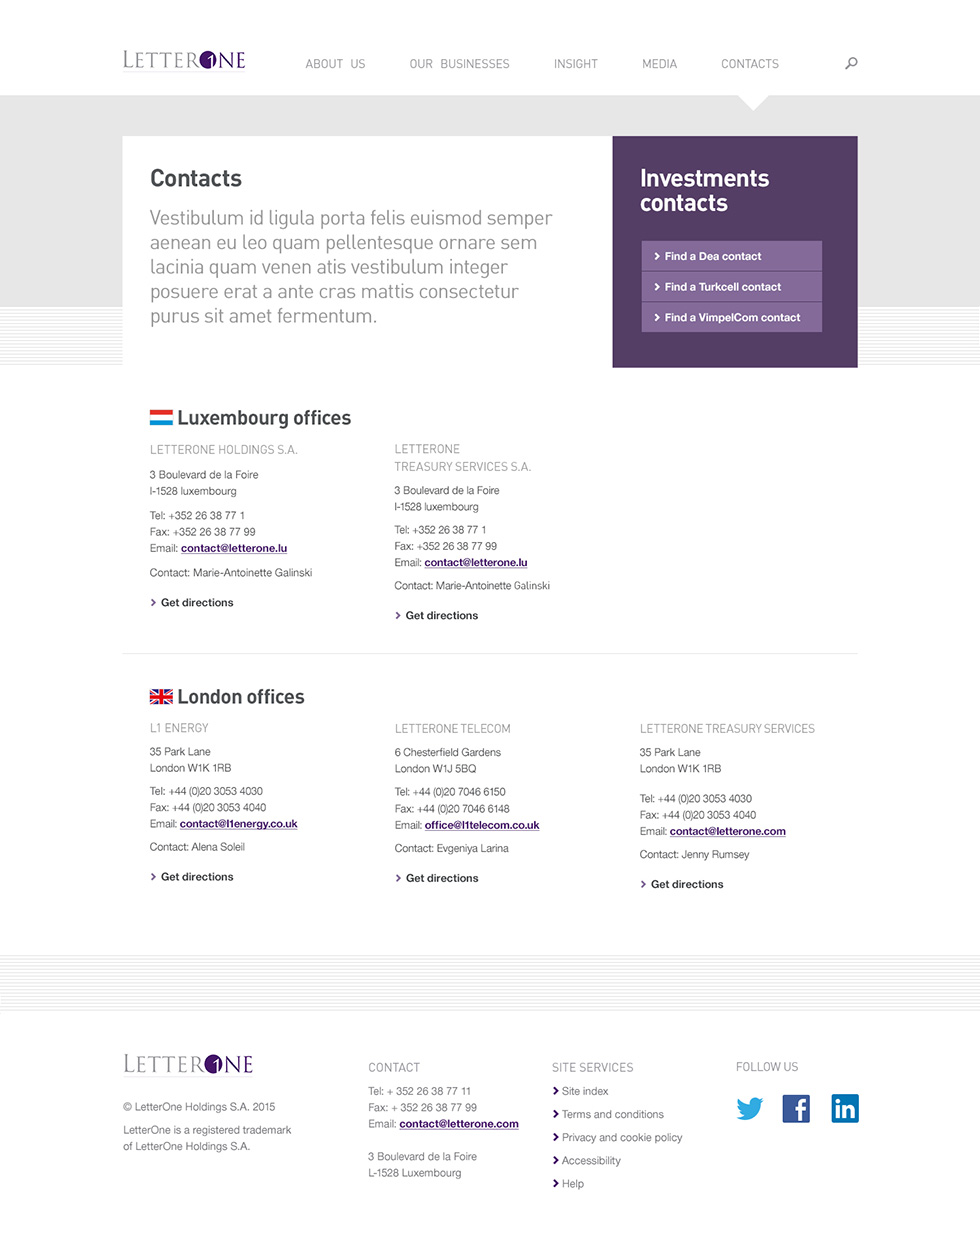 LETTERONE
ABOUT US
OUR BUSINESSES
INSIGHT
MEDIA
CONTACTS
Contacts
Vestibulum id ligula porta felis euismod semper
aenean eu leo quam pellentesque ornare sem
lacinia quam venen atis vestibulum integer
posuere erat a ante cras mattis consectetur
purus sit amet fermentum.
Investments
contacts
Find a Dea contact
Find a Turkcell contact
Find a VimpelCom contact
Luxembourg offices
LETTERONE HOLDINGS S.A.
3 Boulevard de la Foire
l-1528 luxembourg
Tel: +352 26 38 77 1
Fax: +352 26 38 77 99
Email: contact@letterone.lu
Contact: Marie-Antoinette Galinski
Get directions
LETTERONE
TREASURY SERVICES S.A.
3 Boulevard de la Foire
l-1528 luxembourg
Tel: +352 26 38 77 1
Fax: +352 26 38 77 99
Email: contact@letterone.lu
Contact: Marie-Antoinette Galinski
Get directions
London offices
L1 ENERGY
35 Park Lane
London W1K 1RB
Tel: +44 (0)20 3053 4030
Fax: +44 (0)20 3053 4040
Email: contact@l1energy.co.uk
Contact: Alena Soleil
Get directions
LETTERONE TELECOM
6 Chesterfield Gardens
London W1J 5BQ
Tel: +44 (0)20 7046 6150
Fax: +44 (0)20 7046 6148
Email: office@l1telecom.co.uk
Contact: Evgeniya Larina
Get directions
LETTERONE TREASURY SERVICES
35 Park Lane
London W1K 1RB
Tel: +44 (0)20 3053 4030
Fax: +44 (0)20 3053 4040
Email: contact@letterone.com
Contact: Jenny Rumsey
Get directions
LETTERONE
© LetterOne Holdings S.A. 2015
LetterOne is a registered trademark
of LetterOne Holdings S.A.
CONTACT
Tel: + 352 26 38 77 11
Fax: + 352 26 38 77 99
Email: contact@letterone.com
3 Boulevard de la Foire
L-1528 Luxembourg
SITE SERVICES
Site index
Terms and conditions
Privacy and cookie policy
Accessibility
Help
FOLLOW US
f
in